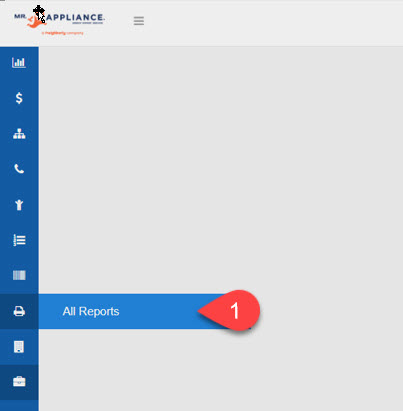 MR. APPLIANCE.
a neighborly company
All Reports
1